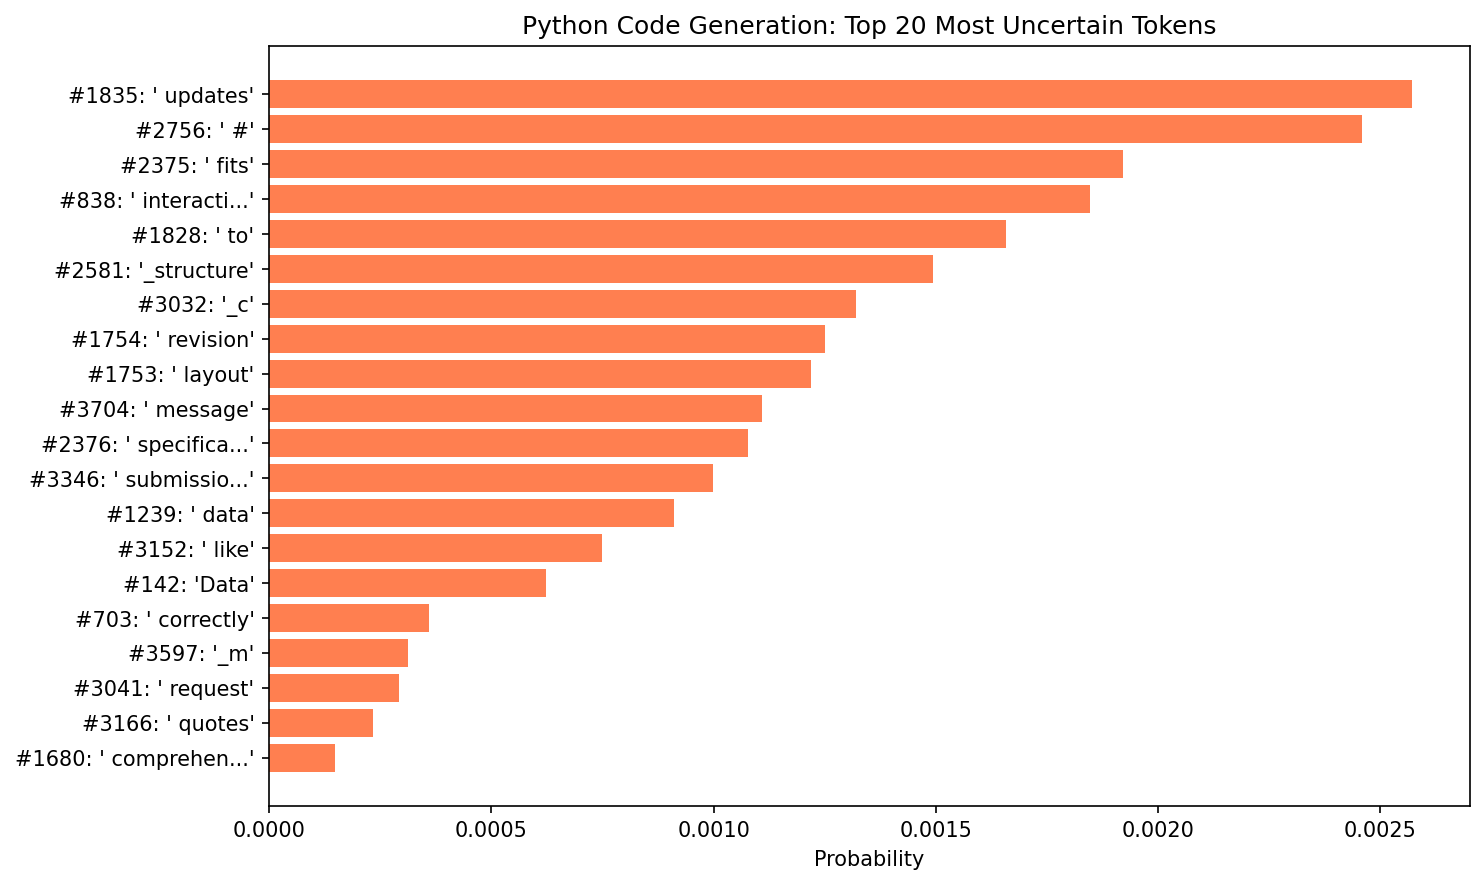 Python Code Generation: Top 20 Most Uncertain Tokens
#1835: ' updates'
#2756: ' #'
#2375: ' fits'
#838: ' interacti...'
#1828: ' to'
#2581: '_structure'
#3032: '_c'
#1754: ' revision'
#1753: ' layout'
#3704: ' message'
#2376: ' specifica...'
#3346: ' submissio...'
#1239: ' data'
#3152: ' like'
#142: 'Data'
#703: ' correctly'
#3597: '_m'
#3041: ' request'
#3166: ' quotes'
#1680: ' comprehen...'
0.0000 0.0005 0.0010 0.0015 0.0020 0.0025
Probability